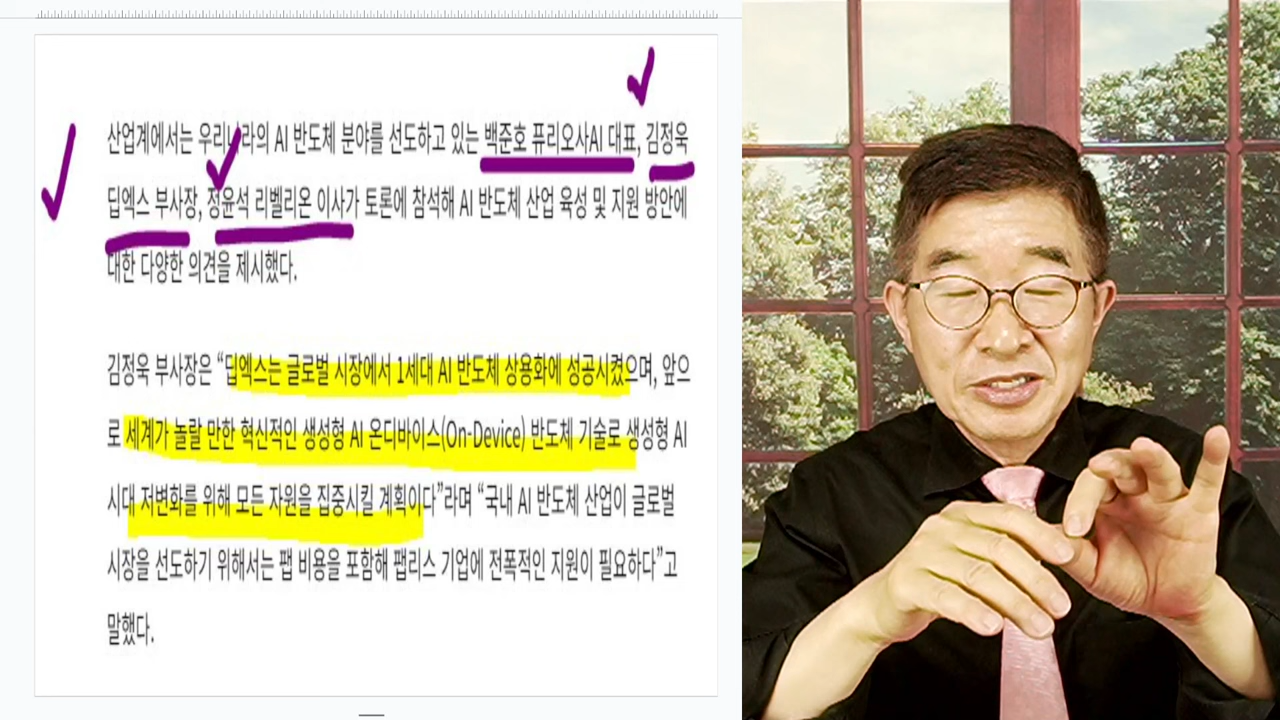 산업계에서는 우리나라의 AI 반도체 분야를 선도하고 있는 백준호 퓨리오사AI 대표, 김정욱
딥엑스 부사장, 정윤석 리벨리온 이사가 토론에 참석해 AI 반도체 산업 육성 및 지원 방안에
대한 다양한 의견을 제시했다.
김정욱 부사장은 “딥엑스는 글로벌 시장에서 1세대 AI 반도체 상용화에 성공시켰으며, 앞으
로 세계가 놀랄 만한 혁신적인 생성형 AI 온디바이스(On-Device) 반도체 기술로 생성형 AI
시대 저변화를 위해 모든 자원을 집중시킬 계획이다”라며 “국내 AI 반도체 산업이 글로벌
시장을 선도하기 위해서는 팹 비용을 포함해 팹리스 기업에 전폭적인 지원이 필요하다”고
말했다.